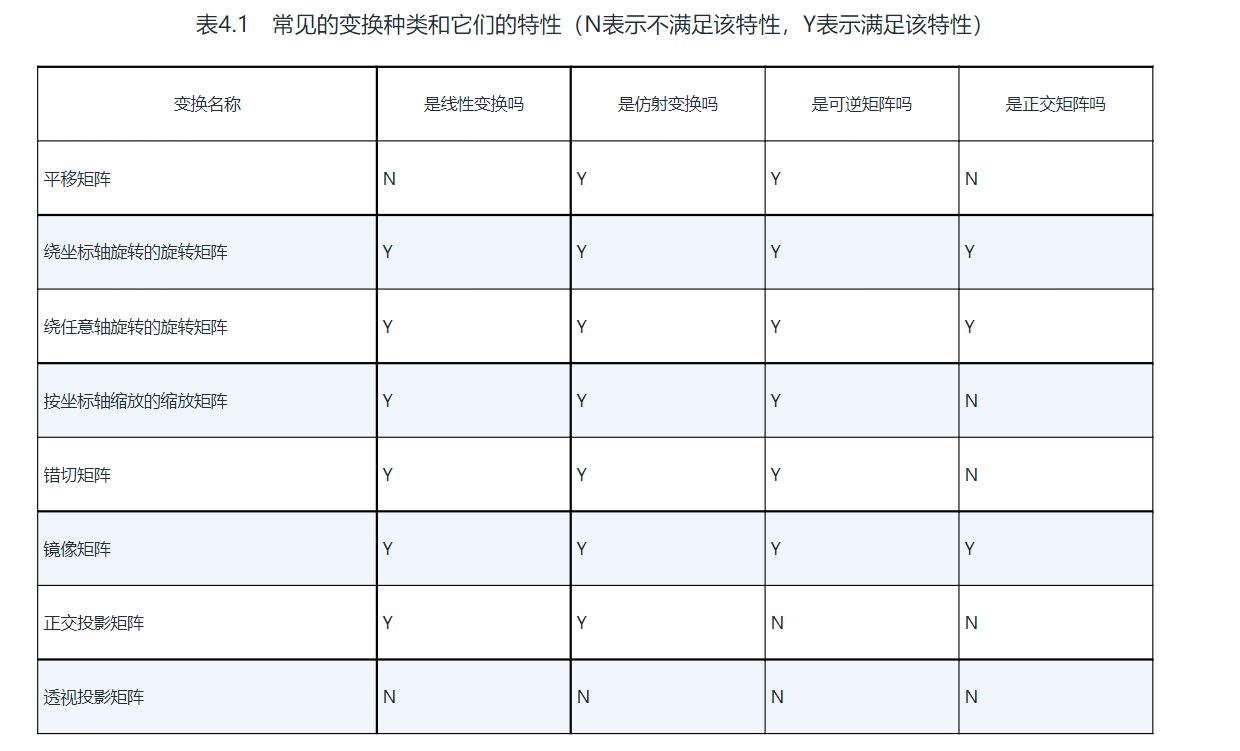 表4.1 常见的变换种类和它们的特性（N表示不满足该特性，Y表示满足该特性）
变换名称 是线性变换吗 是仿射变换吗 是可逆矩阵吗 是正交矩阵吗
平移矩阵 N Y Y N
绕坐标轴旋转的旋转矩阵 Y Y Y Y
绕任意轴旋转的旋转矩阵 Y Y Y Y
按坐标轴缩放的缩放矩阵 Y Y Y N
错切矩阵 Y Y Y N
镜像矩阵 Y Y Y Y
正交投影矩阵 Y Y N N
透视投影矩阵 N N N N